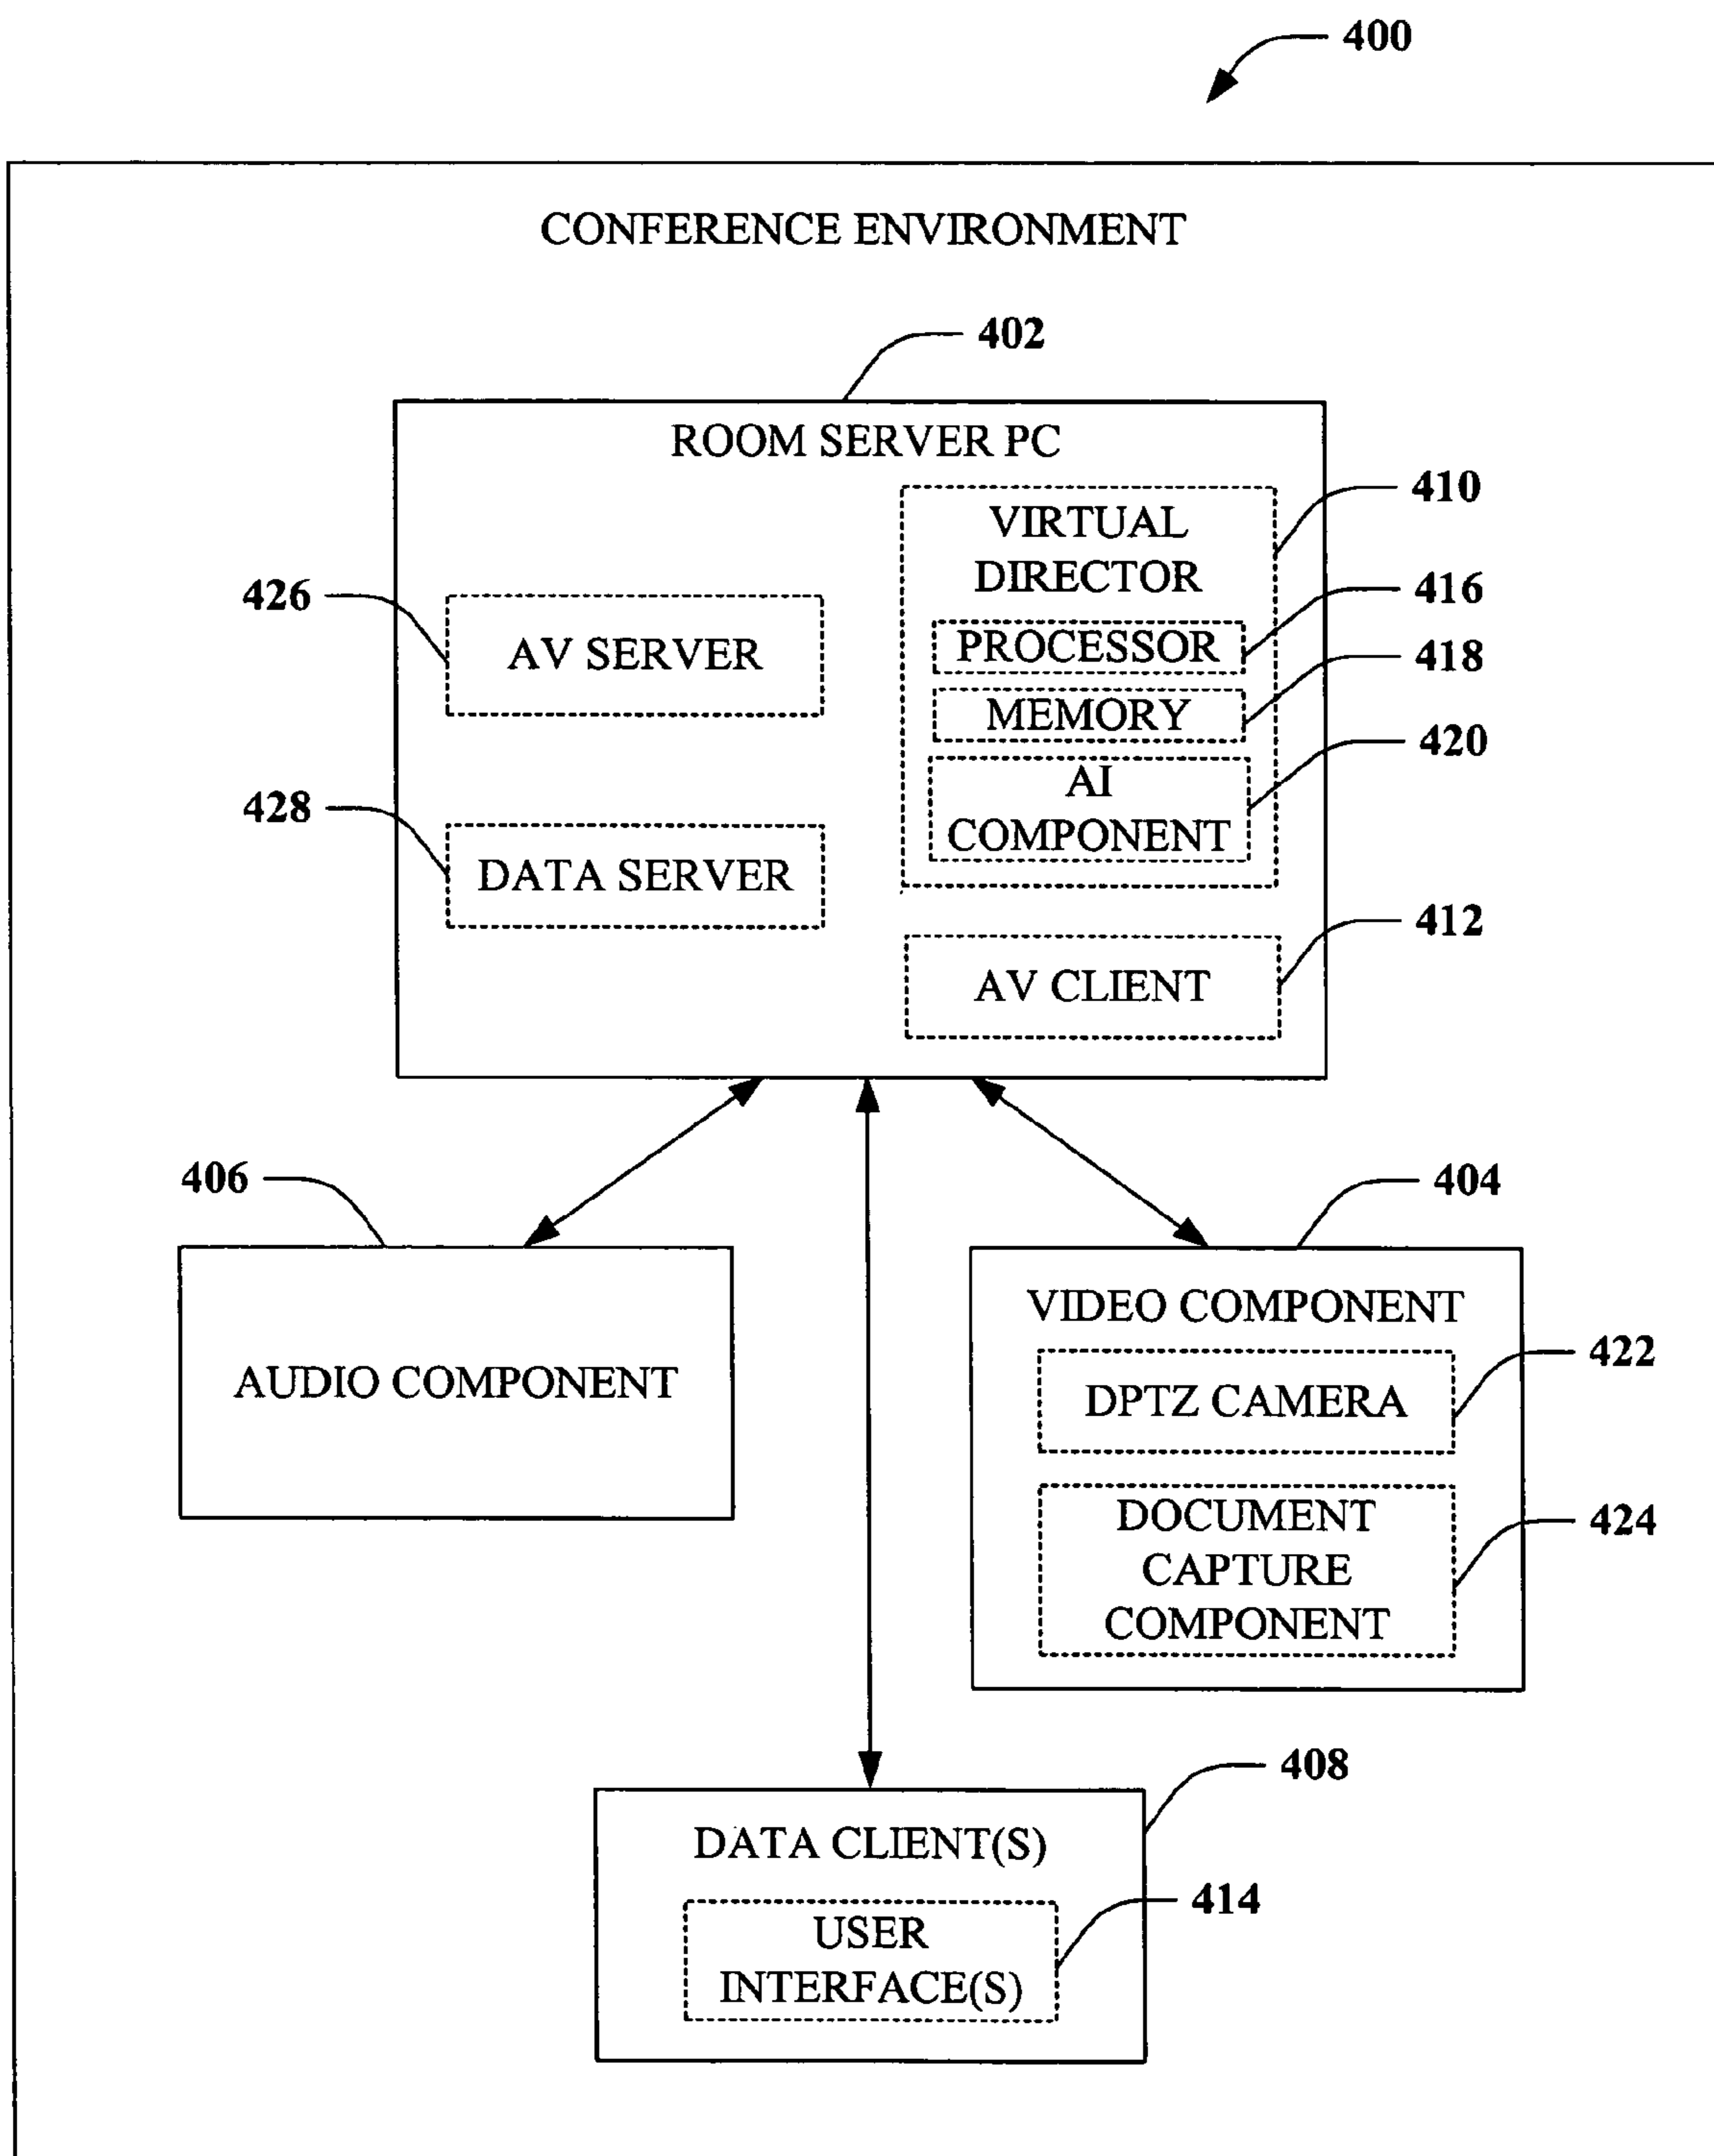 400
CONFERENCE ENVIRONMENT
402
ROOM SERVER PC
410
VIRTUAL
DIRECTOR
426
416
AV SERVER
PROCESSOR
418
MEMORY
420
AI
COMPONENT
428
DATA SERVER
412
AV CLIENT
406
404
AUDIO COMPONENT
VIDEO COMPONENT
422
DPTZ CAMERA
DOCUMENT
CAPTURE
COMPONENT
424
408
DATA CLIENT(S)
414
USER
INTERFACE(S)